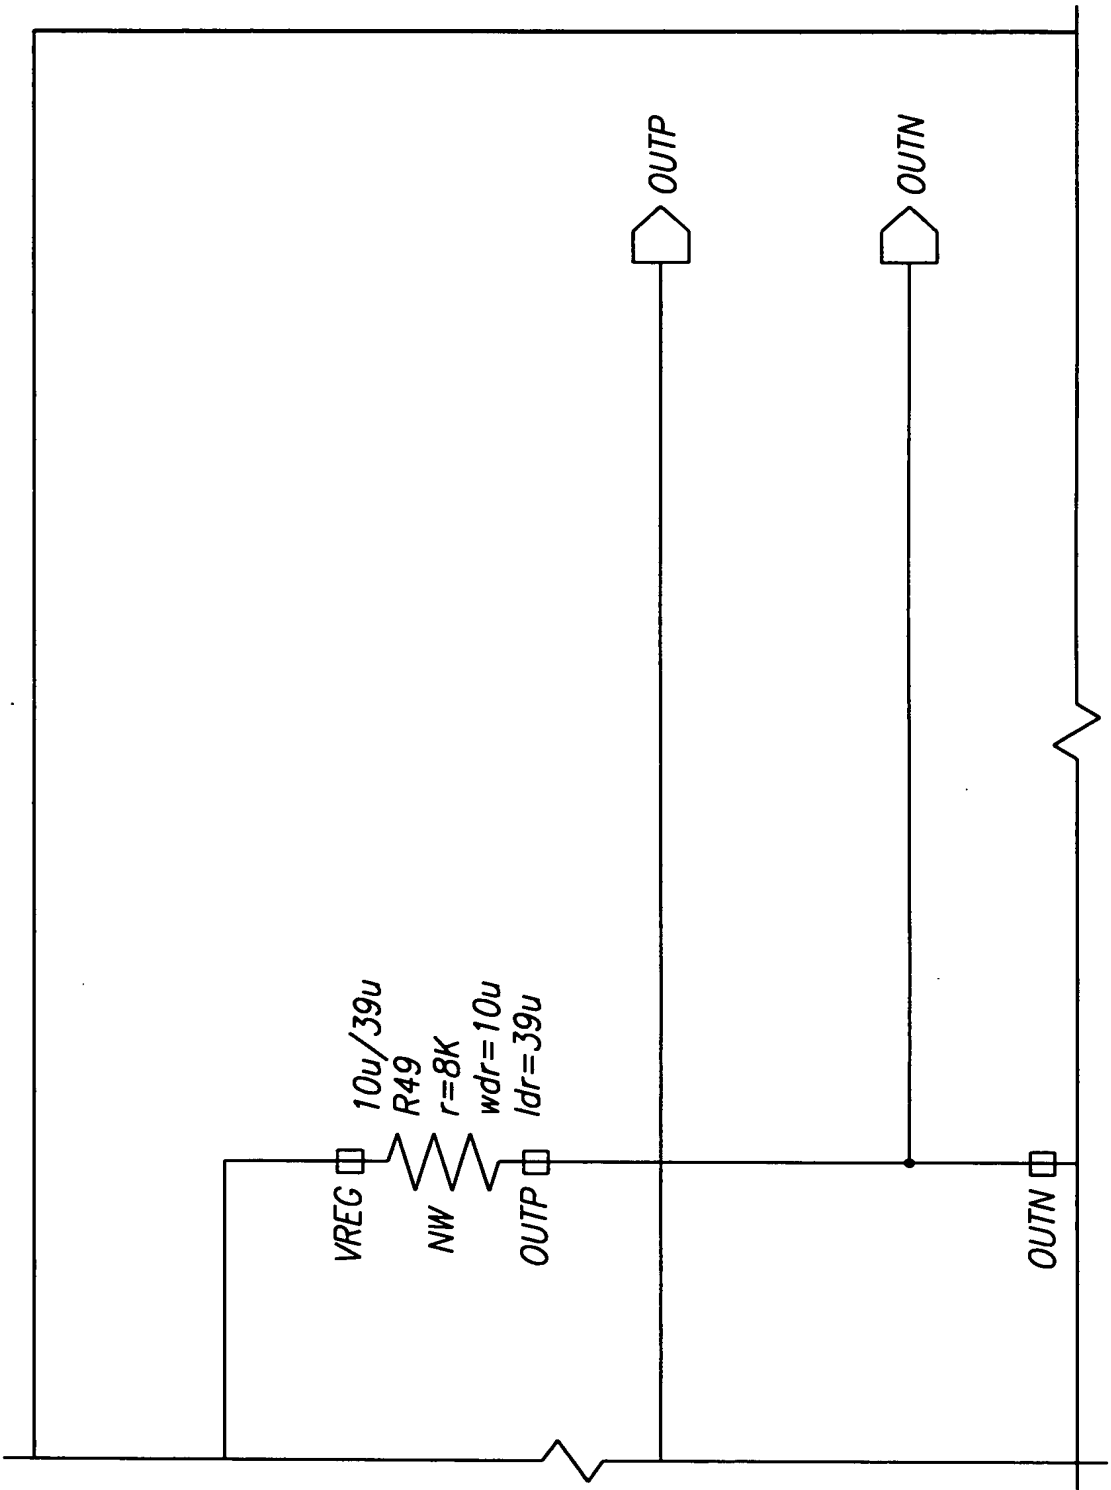 OUTP
OUTN
10u/39u
R49
r=8K
wdr=10u
ldr=39u
VREG
NW
OUTP
OUTN